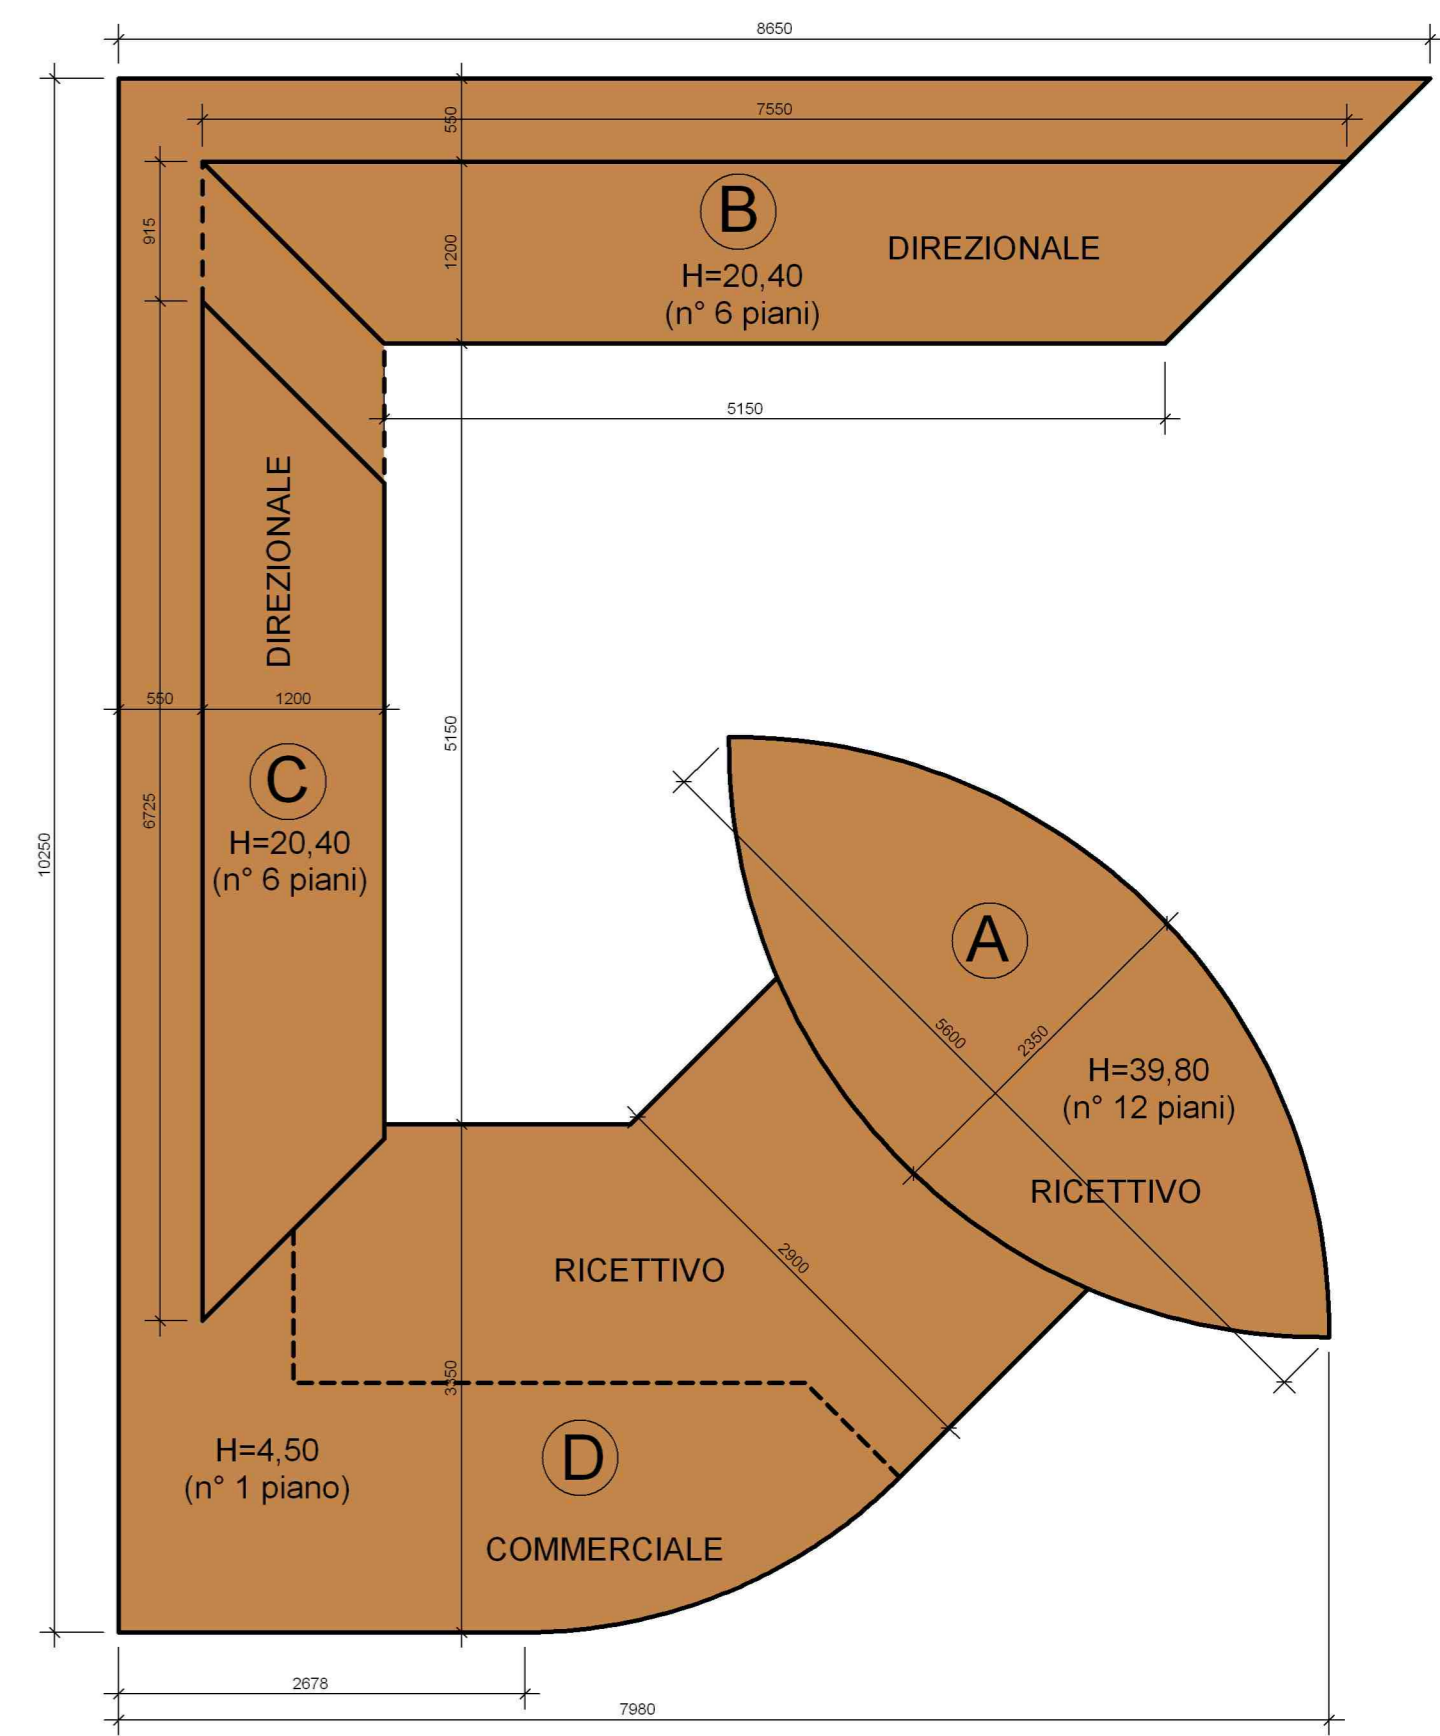 8650
550
7550
915
B
1200
DIREZIONALE
H=20,40
(n° 6 piani)
5150
DIREZIONALE
550
1200
5150
C
6725
H=20,40
(n° 6 piani)
10250
A
5600
2350
H=39,80
(n° 12 piani)
RICETTIVO
RICETTIVO
2900
3350
H=4,50
(n° 1 piano)
D
COMMERCIALE
2678
7980